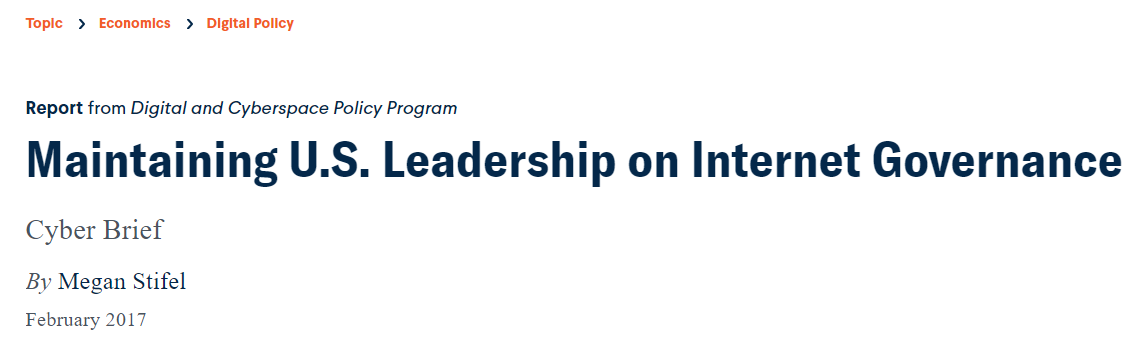 Topic > Economics > Digital Policy
Report from Digital and Cyberspace Policy Program
Maintaining U.S. Leadership on Internet Governance
Cyber Brief
By Megan Stifel
February 2017